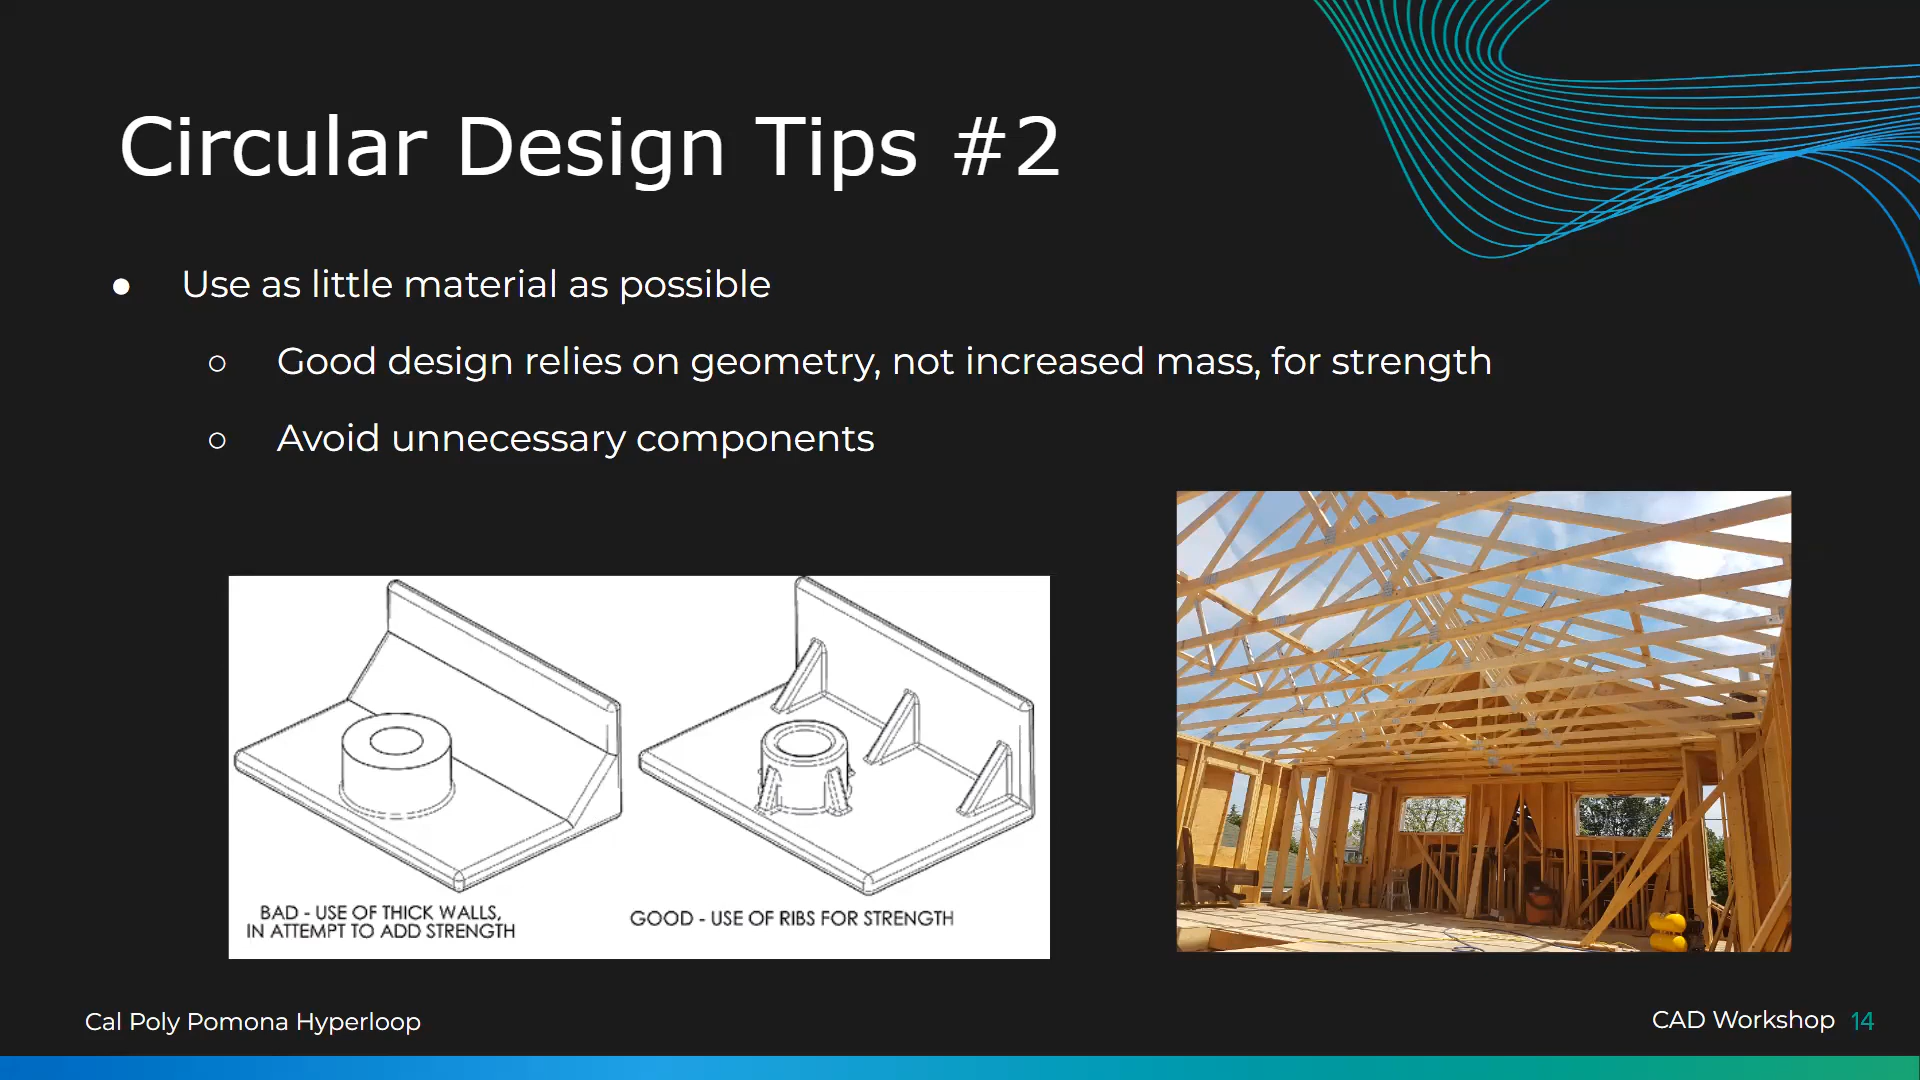 Circular Design Tips #2
● Use as little material as possible
○ Good design relies on geometry, not increased mass, for strength
○ Avoid unnecessary components
BAD - USE OF THICK WALLS,
IN ATTEMPT TO ADD STRENGTH
GOOD - USE OF RIBS FOR STRENGTH
Cal Poly Pomona Hyperloop
CAD Workshop 14